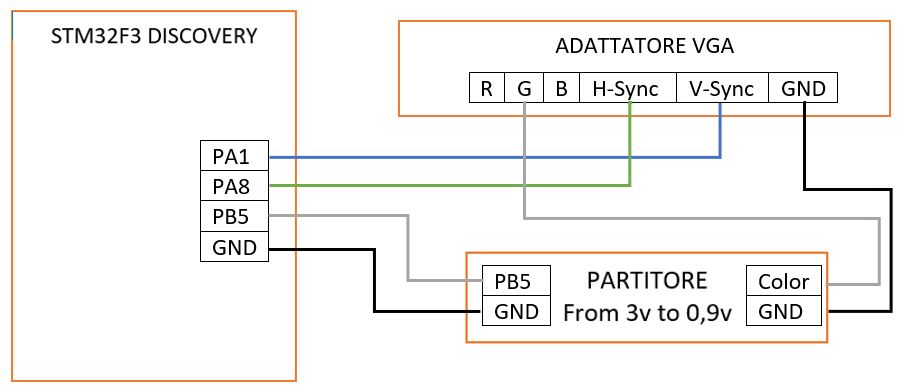 STM32F3 DISCOVERY
ADATTATORE VGA
R G B H-Sync V-Sync GND
PA1
PA8
PB5
GND
PB5
GND
PARTITORE
From 3v to 0,9v
Color
GND